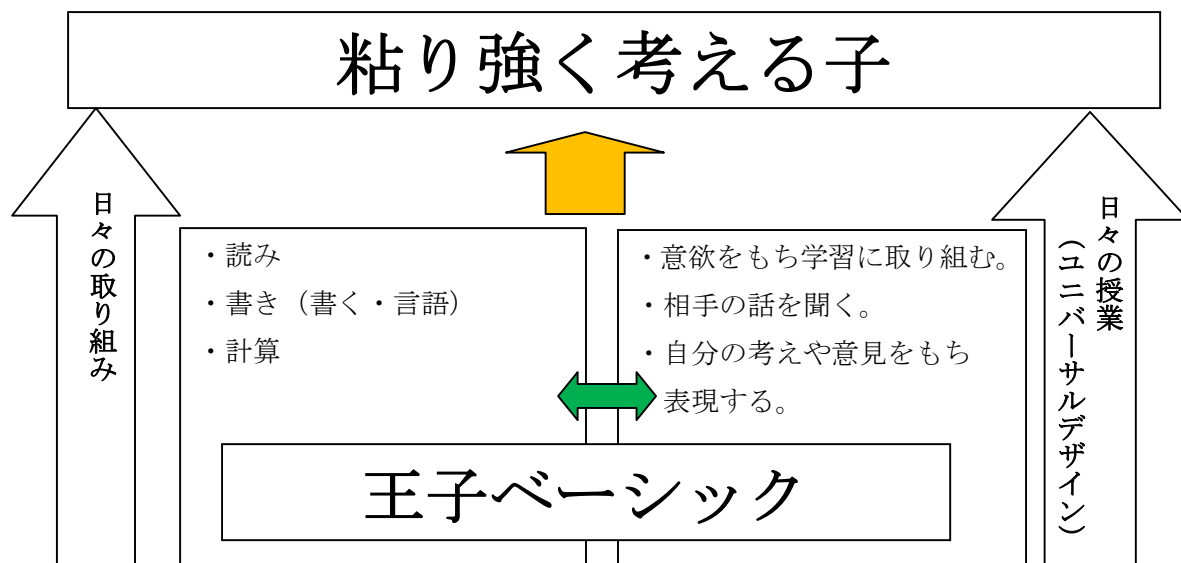 粘り強く考える子
日々の取り組み
・読み
・書き（書く・言語）
・計算
・意欲をもち学習に取り組む。
・相手の話を聞く。
・自分の考えや意見をもち
表現する。
日々の授業
（ユニバーサルデザイン）
王子ベーシック